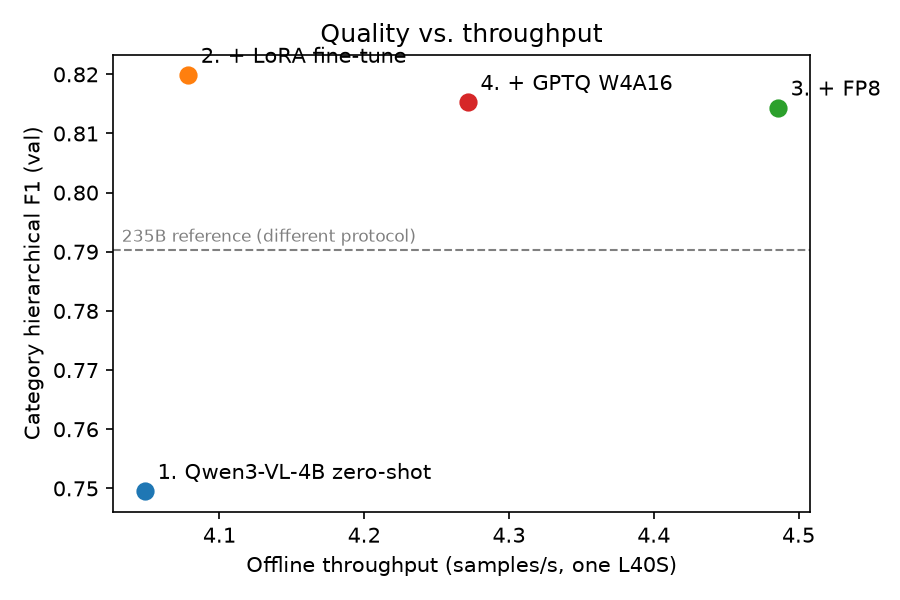 Quality vs. throughput
2. + LoRA fine-tune
4. + GPTQ W4A16
3. + FP8
235B reference (different protocol)
1. Qwen3-VL-4B zero-shot
Category hierarchical F1 (val)
0.82
0.81
0.80
0.79
0.78
0.77
0.76
0.75
4.1 4.2 4.3 4.4 4.5
Offline throughput (samples/s, one L40S)